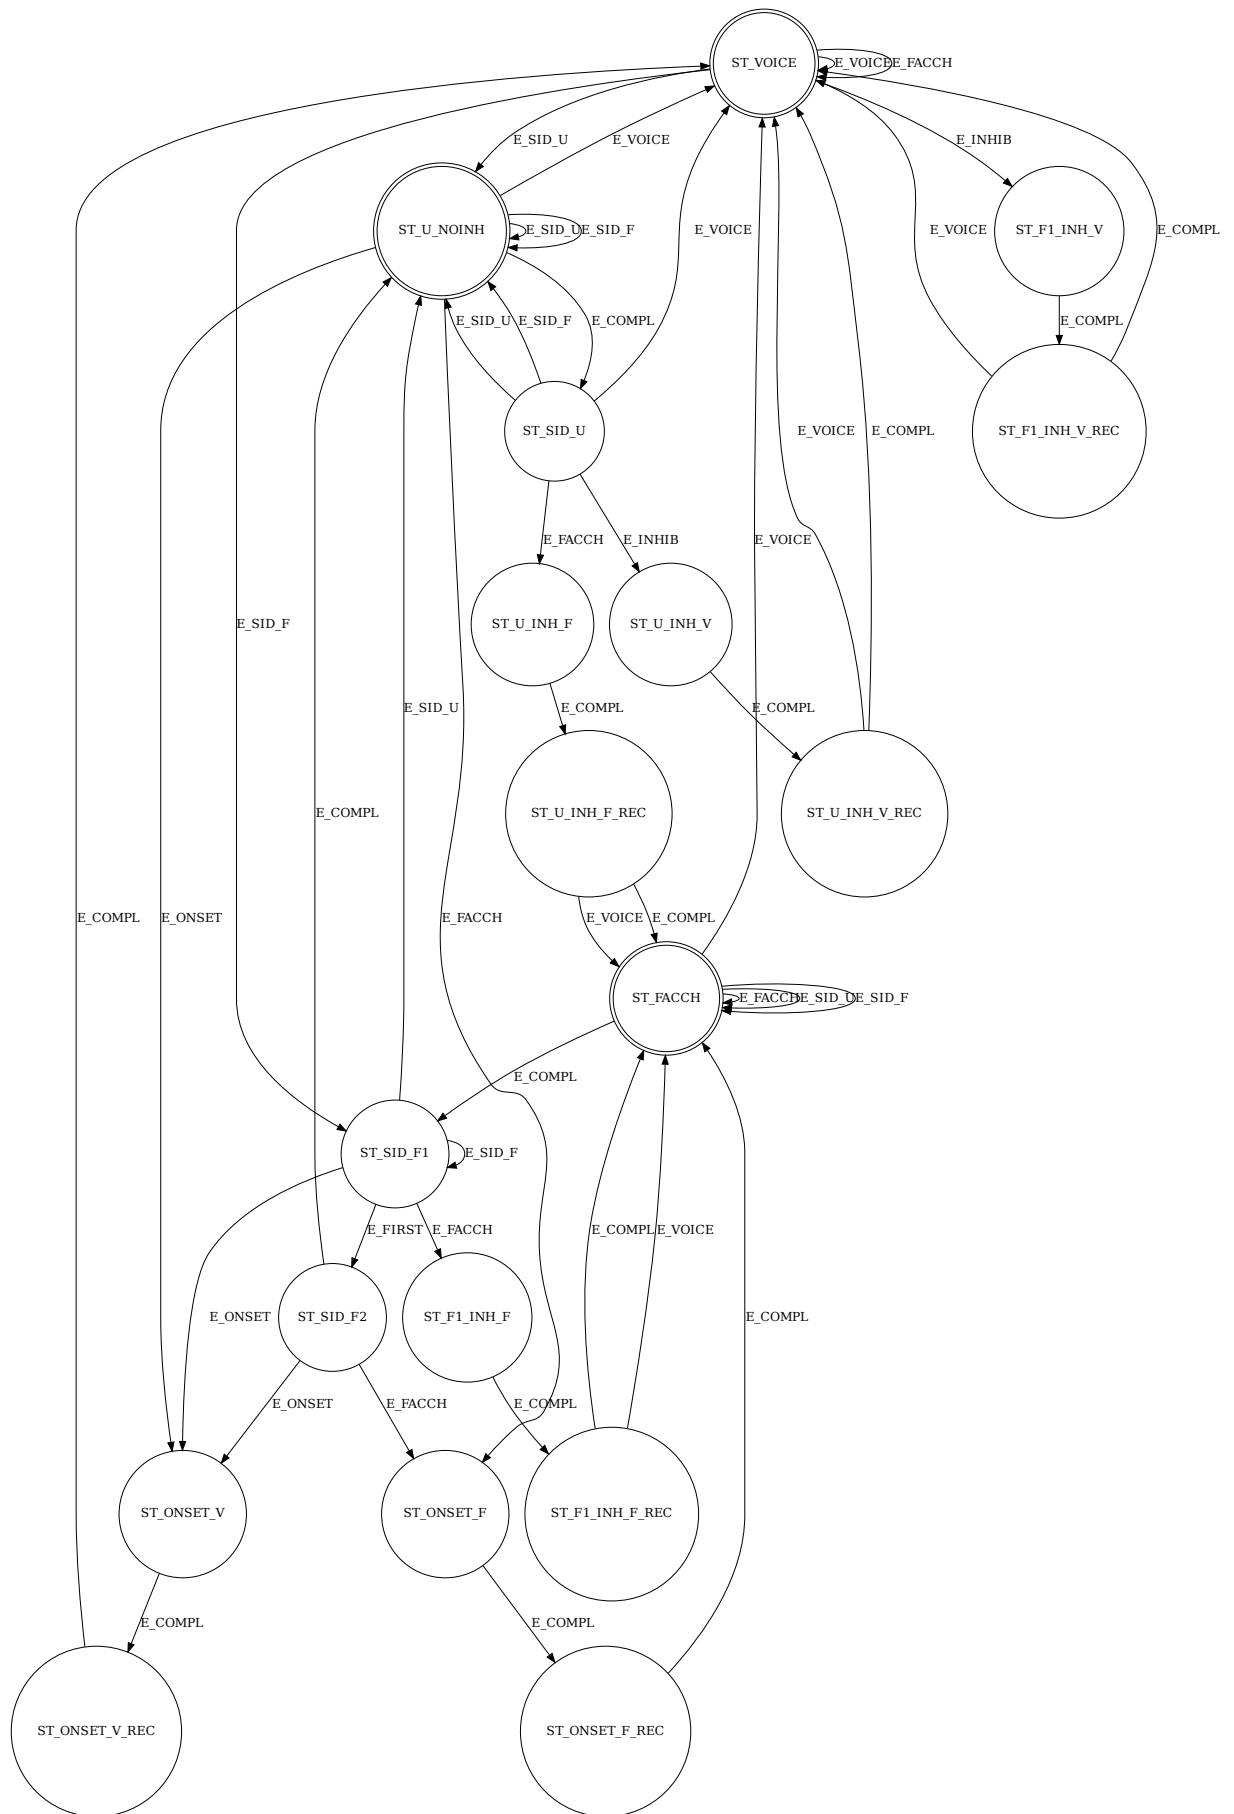 ST_VOICE
E_VOICE
E_FACCH
E_SID_U
E_VOICE
E_INHIB
ST_U_NOINH
E_SID_U
E_SID_F
E_VOICE
ST_F1_INH_V
E_VOICE
E_COMPL
E_SID_U
E_SID_F
E_COMPL
E_COMPL
ST_SID_U
E_VOICE
E_COMPL
ST_F1_INH_V_REC
E_FACCH
E_INHIB
E_VOICE
E_SID_F
ST_U_INH_F
ST_U_INH_V
E_SID_U
E_COMPL
E_COMPL
E_COMPL
ST_U_INH_F_REC
ST_U_INH_V_REC
E_COMPL
E_ONSET
E_FACCH
E_VOICE
E_COMPL
ST_FACCH
E_FACCH
E_SID_U
E_SID_F
E_COMPL
ST_SID_F1
E_SID_F
E_FIRST
E_FACCH
E_COMPL
E_VOICE
E_ONSET
ST_SID_F2
ST_F1_INH_F
E_COMPL
E_ONSET
E_FACCH
E_COMPL
ST_ONSET_V
ST_ONSET_F
ST_F1_INH_F_REC
E_COMPL
E_COMPL
ST_ONSET_V_REC
ST_ONSET_F_REC